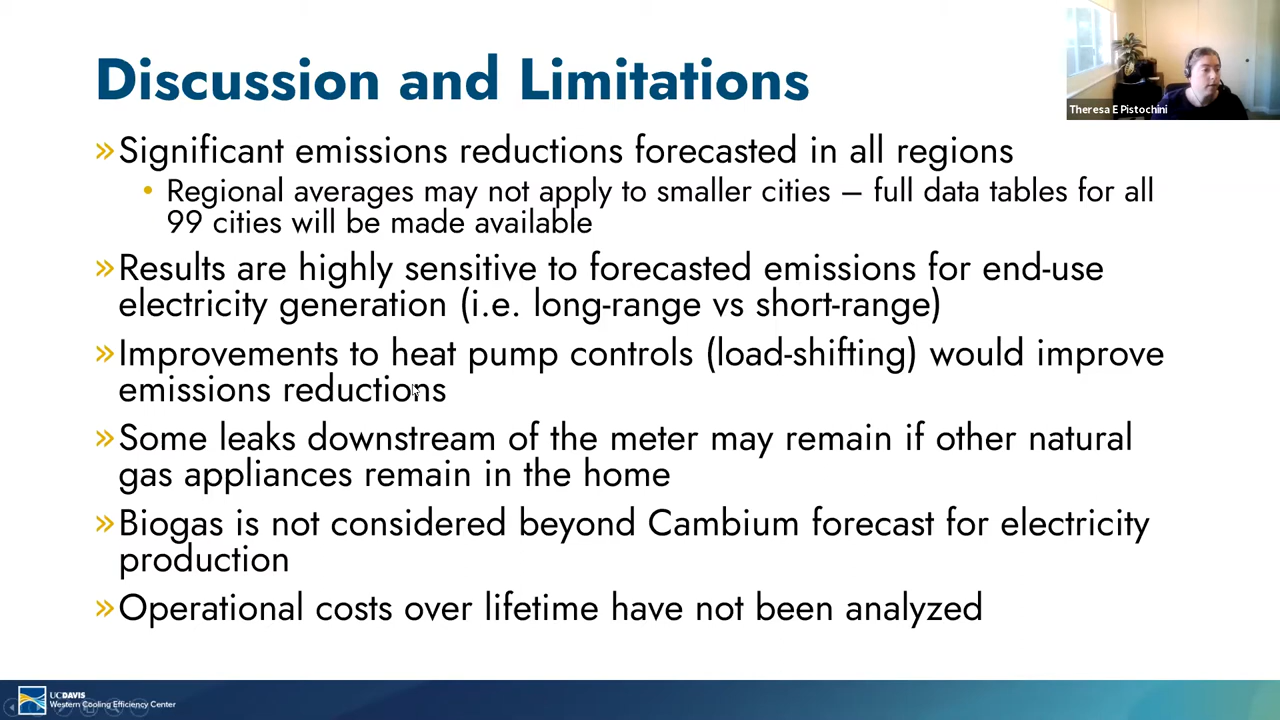 Discussion and Limitations
Theresa E Pistochini
» Significant emissions reductions forecasted in all regions
• Regional averages may not apply to smaller cities – full data tables for all
99 cities will be made available
» Results are highly sensitive to forecasted emissions for end-use
electricity generation (i.e. long-range vs short-range)
» Improvements to heat pump controls (load-shifting) would improve
emissions reductions
» Some leaks downstream of the meter may remain if other natural
gas appliances remain in the home
» Biogas is not considered beyond Cambium forecast for electricity
production
» Operational costs over lifetime have not been analyzed
UCDAVIS
Western Cooling Efficiency Center